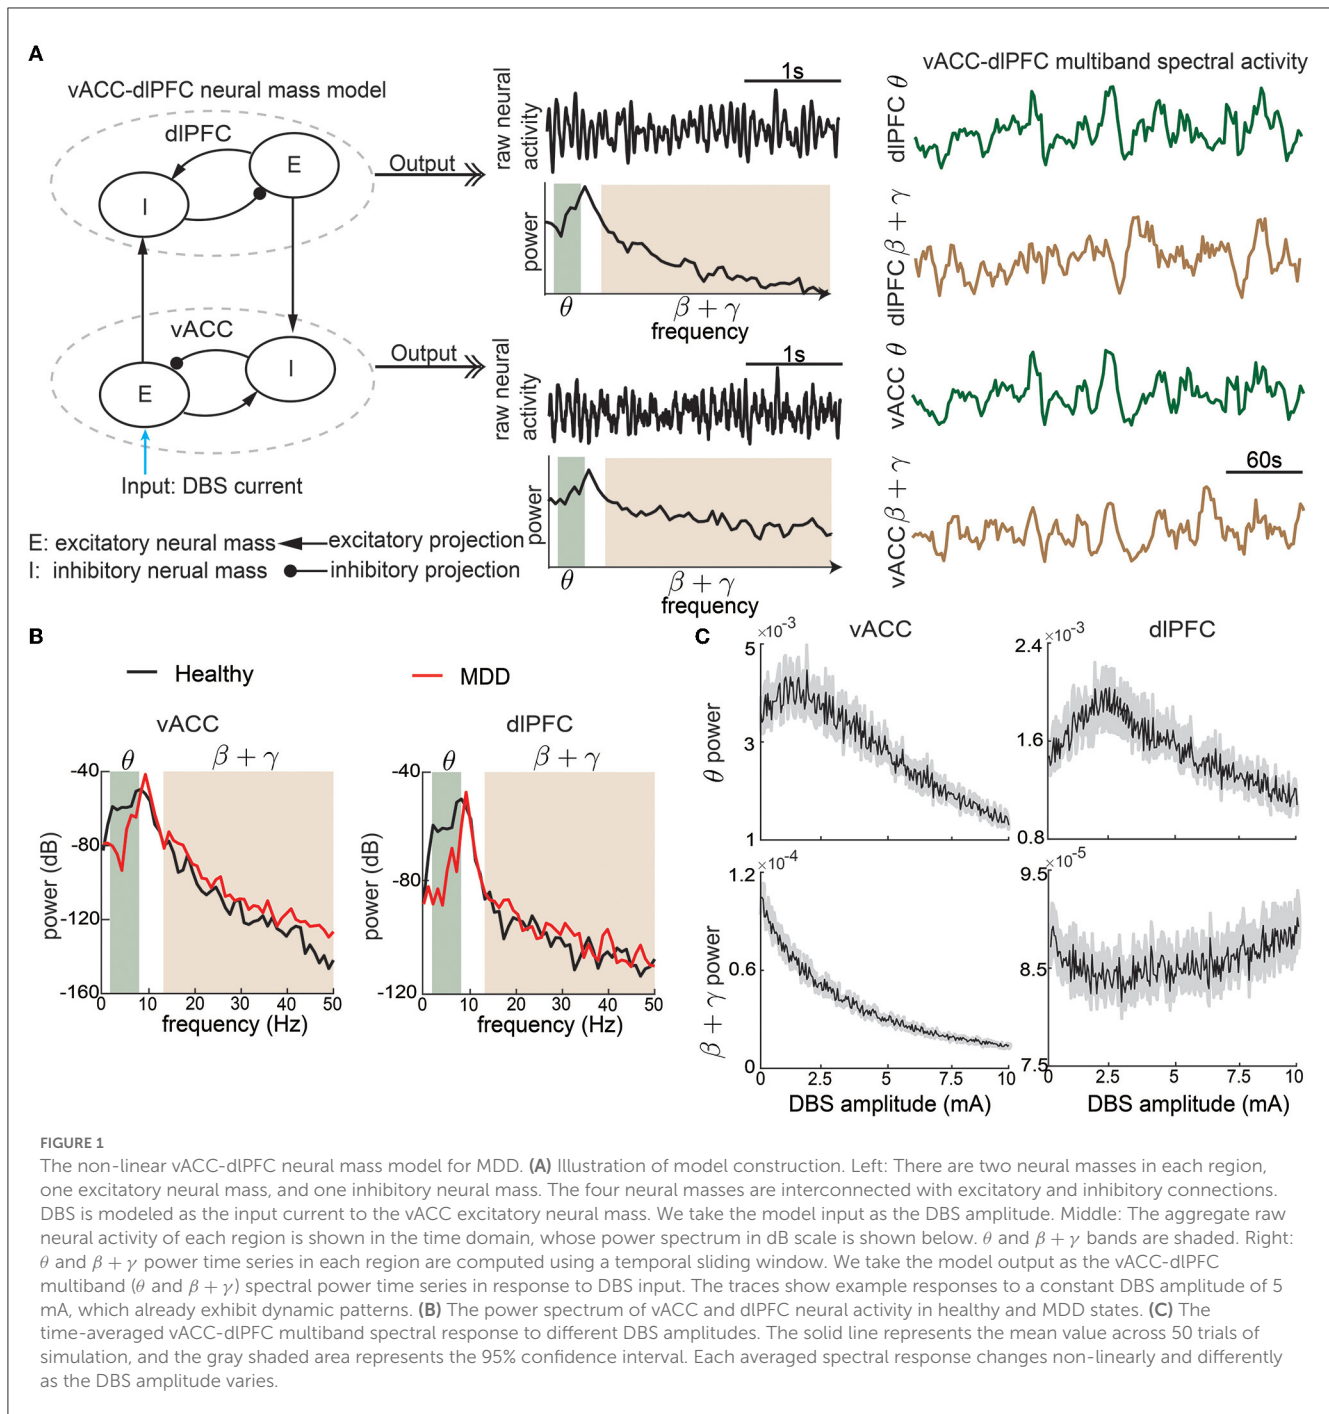 A
vACC-dlPFC neural mass model
dlPFC
E
I
Output
vACC
I
E
Output
Input: DBS current
E: excitatory neural mass
excitatory projection
I: inhibitory nerual mass
inhibitory projection
1s
raw neural
activity
power
θ
β + γ
frequency
1s
raw neural
activity
power
θ
β + γ
frequency
vACC-dlPFC multiband spectral activity
dlPFC θ
dlPFC β + γ
vACC θ
vACC β + γ
60s
B
Healthy
MDD
vACC
dlPFC
θ
β + γ
θ
β + γ
-40
-80
-120
-160
power (dB)
0 10 20 30 40 50
frequency (Hz)
-40
-80
-120
power (dB)
0 10 20 30 40 50
frequency (Hz)
C
vACC
dlPFC
×10⁻³
5
3
1
θ power
2.5 5 7.5 10
×10⁻³
2.4
1.6
0.8
2.5 5 7.5 10
×10⁻⁴
1.2
0.6
0
β + γ power
0 2.5 5 7.5 10
DBS amplitude (mA)
×10⁻⁵
9.5
8.5
7.5
0 2.5 5 7.5 10
DBS amplitude (mA)
FIGURE 1
The non-linear vACC-dlPFC neural mass model for MDD. (A) Illustration of model construction. Left: There are two neural masses in each region,
one excitatory neural mass, and one inhibitory neural mass. The four neural masses are interconnected with excitatory and inhibitory connections.
DBS is modeled as the input current to the vACC excitatory neural mass. We take the model input as the DBS amplitude. Middle: The aggregate raw
neural activity of each region is shown in the time domain, whose power spectrum in dB scale is shown below. θ and β + γ bands are shaded. Right:
θ and β + γ power time series in each region are computed using a temporal sliding window. We take the model output as the vACC-dlPFC
multiband (θ and β + γ) spectral power time series in response to DBS input. The traces show example responses to a constant DBS amplitude of 5
mA, which already exhibit dynamic patterns. (B) The power spectrum of vACC and dlPFC neural activity in healthy and MDD states. (C) The
time-averaged vACC-dlPFC multiband spectral response to different DBS amplitudes. The solid line represents the mean value across 50 trials of
simulation, and the gray shaded area represents the 95% confidence interval. Each averaged spectral response changes non-linearly and differently
as the DBS amplitude varies.